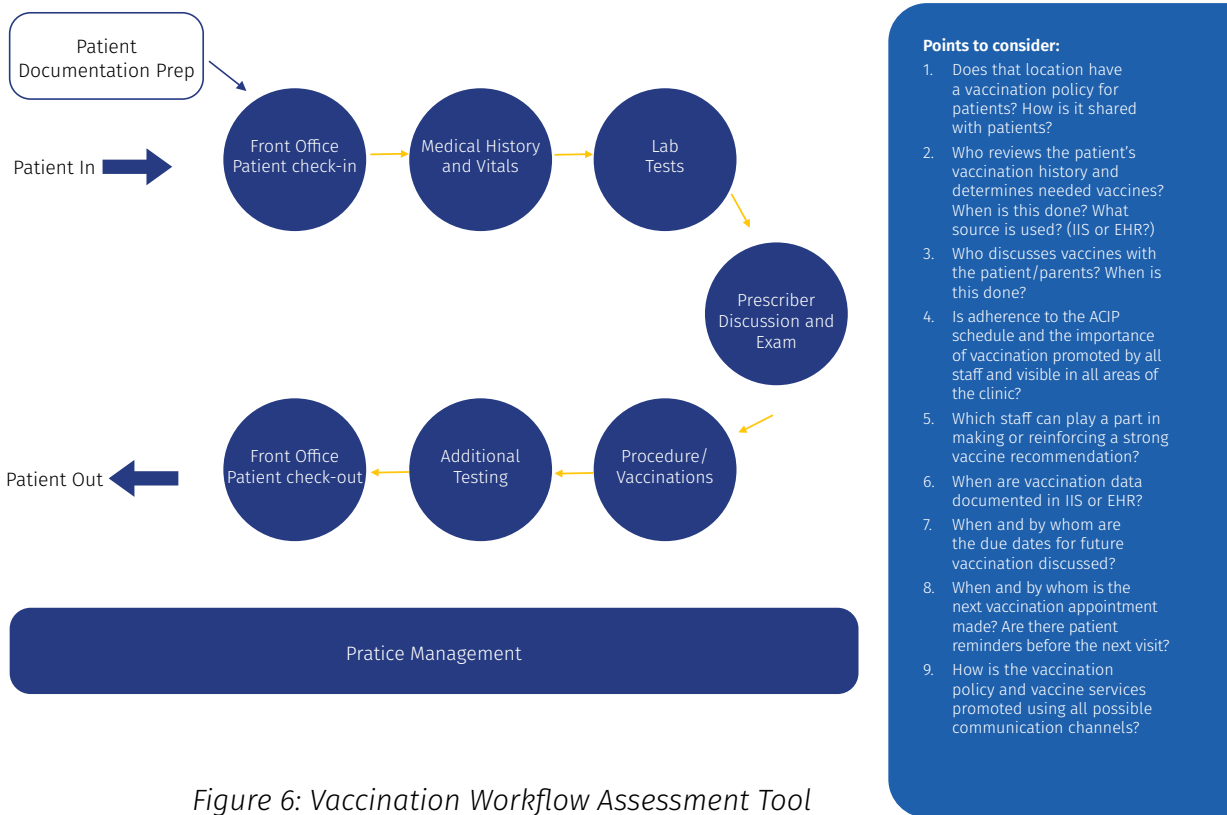 Patient
Documentation Prep
Patient In
Front Office
Patient check-in
Medical History
and Vitals
Lab
Tests
Prescriber
Discussion and
Exam
Procedure/
Vaccinations
Additional
Testing
Front Office
Patient check-out
Patient Out
Pratice Management
Figure 6: Vaccination Workflow Assessment Tool
Points to consider:
1. Does that location have
a vaccination policy for
patients? How is it shared
with patients?
2. Who reviews the patient’s
vaccination history and
determines needed vaccines?
When is this done? What
source is used? (IIS or EHR?)
3. Who discusses vaccines with
the patient/parents? When is
this done?
4. Is adherence to the ACIP
schedule and the importance
of vaccination promoted by all
staff and visible in all areas of
the clinic?
5. Which staff can play a part in
making or reinforcing a strong
vaccine recommendation?
6. When are vaccination data
documented in IIS or EHR?
7. When and by whom are
the due dates for future
vaccination discussed?
8. When and by whom is the
next vaccination appointment
made? Are there patient
reminders before the next visit?
9. How is the vaccination
policy and vaccine services
promoted using all possible
communication channels?